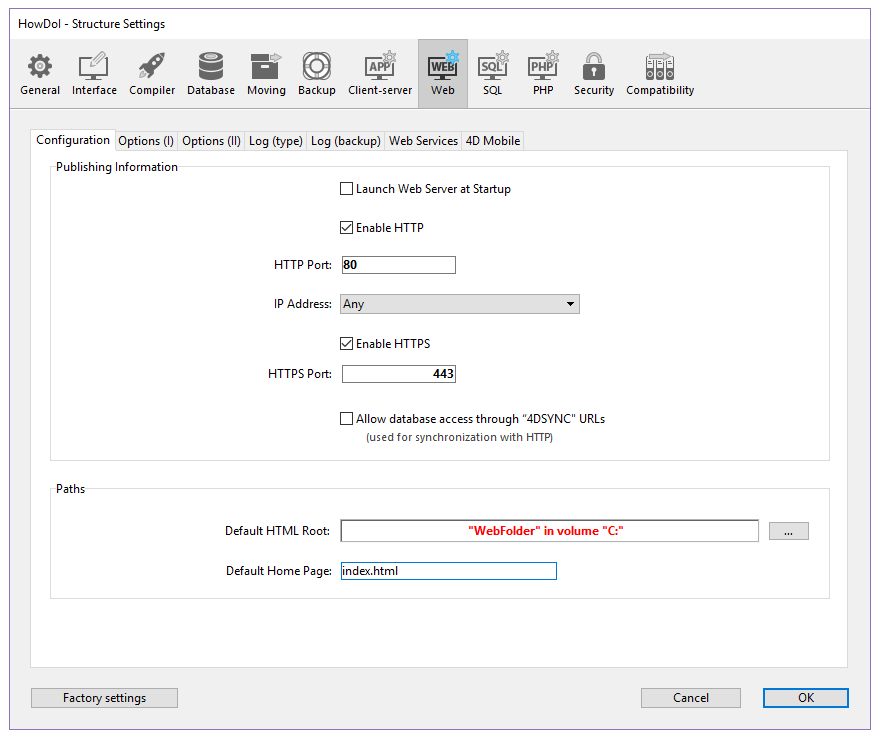 HowDoI - Structure Settings
APP WEB SQL PHP
General Interface Compiler Database Moving Backup Client-server Web SQL PHP Security Compatibility
Configuration Options (I) Options (II) Log (type) Log (backup) Web Services 4D Mobile
Publishing Information
Launch Web Server at Startup
Enable HTTP
HTTP Port: 80
IP Address: Any
Enable HTTPS
HTTPS Port: 443
Allow database access through “4DSYNC" URLs
(used for synchronization with HTTP)
Paths
Default HTML Root: "WebFolder" in volume "C:" ...
Default Home Page: index.html
Factory settings Cancel OK